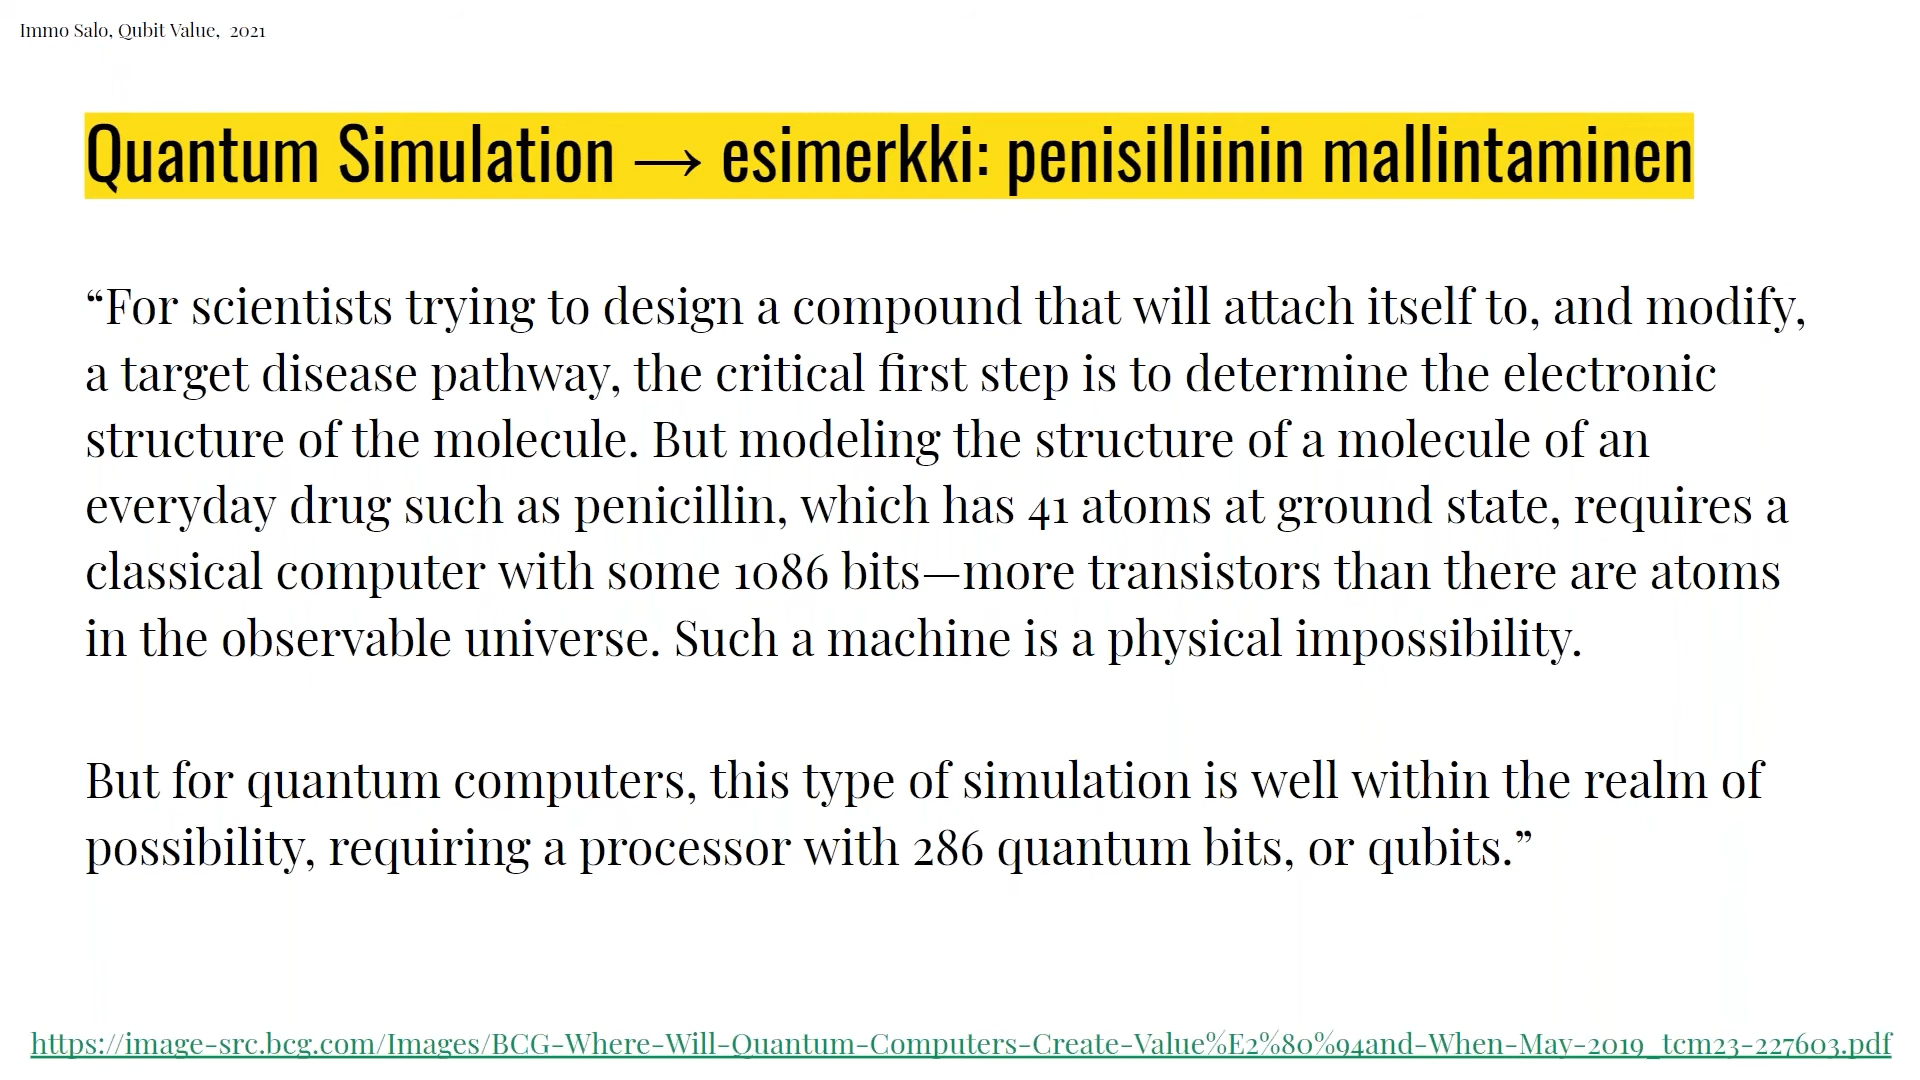 Immo Salo, Qubit Value, 2021
Quantum Simulation → esimerkki: penisilliinin mallintaminen
“For scientists trying to design a compound that will attach itself to, and modify,
a target disease pathway, the critical first step is to determine the electronic
structure of the molecule. But modeling the structure of a molecule of an
everyday drug such as penicillin, which has 41 atoms at ground state, requires a
classical computer with some 1086 bits—more transistors than there are atoms
in the observable universe. Such a machine is a physical impossibility.
But for quantum computers, this type of simulation is well within the realm of
possibility, requiring a processor with 286 quantum bits, or qubits.”
https://image-src.bcg.com/Images/BCG-Where-Will-Quantum-Computers-Create-Value%E2%80%94and-When-May-2019_tcm23-227603.pdf